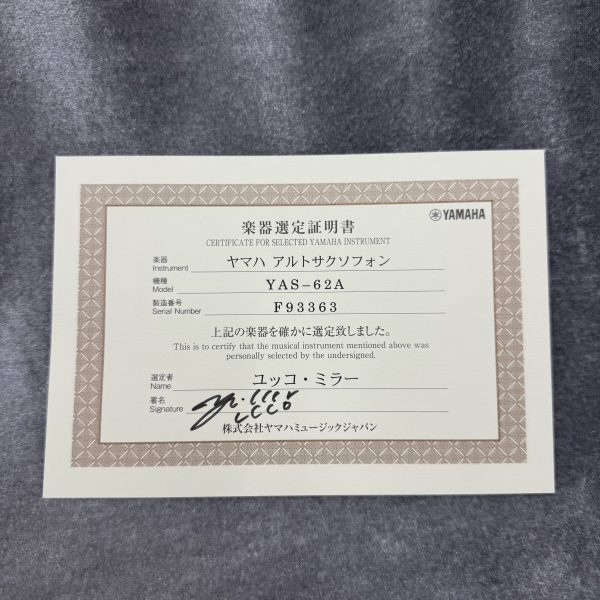 YAMAHA
楽器選定証明書
CERTIFICATE FOR SELECTED YAMAHA INSTRUMENT
楽器 ヤマハ アルトサクソフォン
Instrument
機種 YAS-62A
Model
製造番号 F93363
Serial Number
上記の楽器を確かに選定致しました。
This is to certify that the musical instrument mentioned above was
personally selected by the undersigned.
選定者 ユッコ・ミラー
Name
署名
Signature
株式会社ヤマハミュージックジャパン